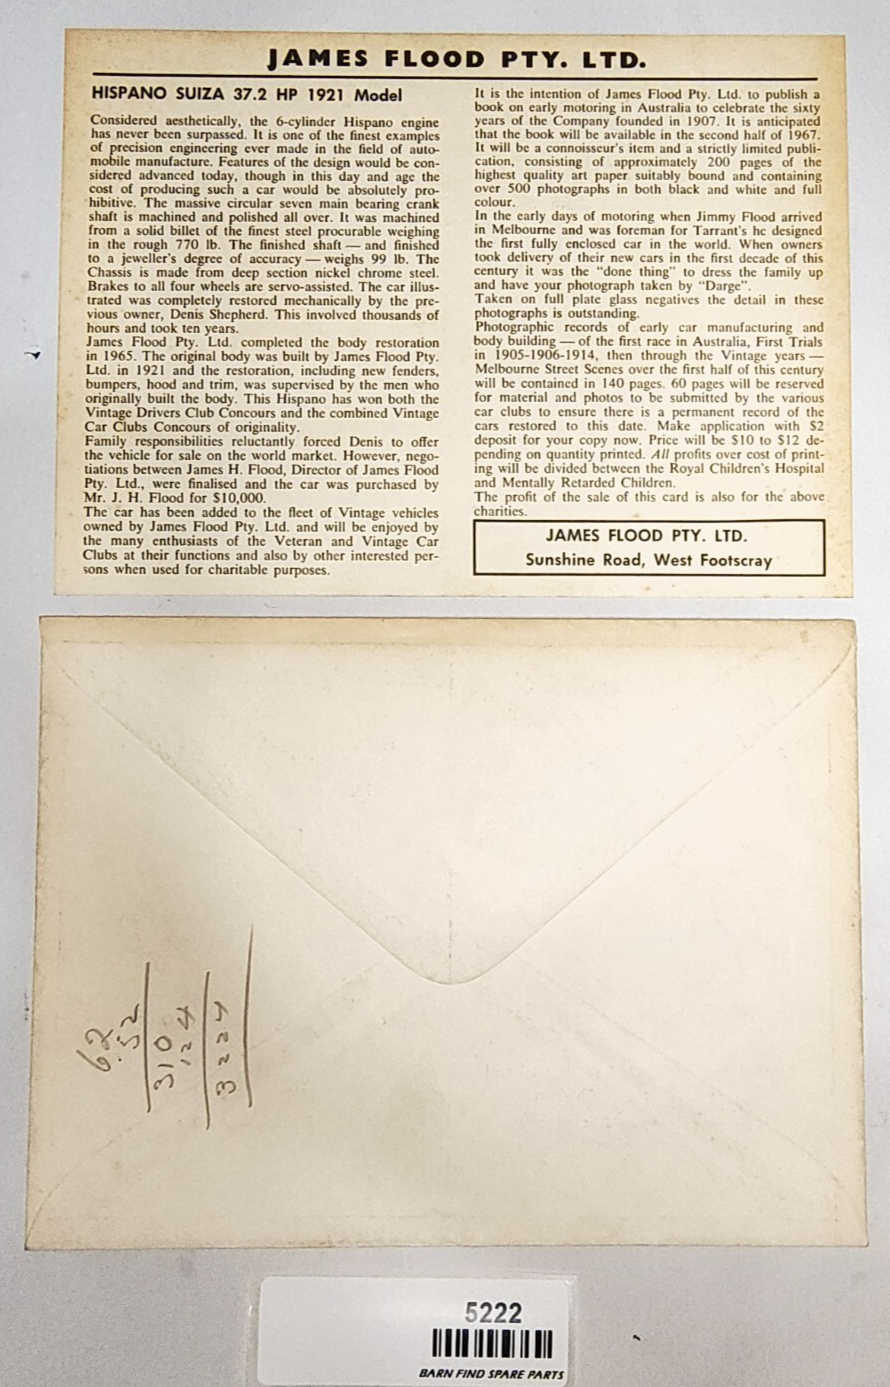 JAMES FLOOD PTY. LTD.
HISPANO SUIZA 37.2 HP 1921 Model
Considered aesthetically, the 6-cylinder Hispano engine
has never been surpassed. It is one of the finest examples
of precision engineering ever made in the field of auto-
mobile manufacture. Features of the design would be con-
sidered advanced today, though in this day and age the
cost of producing such a car would be absolutely pro-
hibitive. The massive circular seven main bearing crank
shaft is machined and polished all over. It was machined
from a solid billet of the finest steel procurable weighing
in the rough 770 lb. The finished shaft — and finished
to a jeweller's degree of accuracy — weighs 99 lb. The
Chassis is made from deep section nickel chrome steel.
Brakes to all four wheels are servo-assisted. The car illus-
trated was completely restored mechanically by the pre-
vious owner, Denis Shepherd. This involved thousands of
hours and took ten years.
James Flood Pty. Ltd. completed the body restoration
in 1965. The original body was built by James Flood Pty.
Ltd. in 1921 and the restoration, including new fenders,
bumpers, hood and trim, was supervised by the men who
originally built the body. This Hispano has won both the
Vintage Drivers Club Concours and the combined Vintage
Car Clubs Concours of originality.
Family responsibilities reluctantly forced Denis to offer
the vehicle for sale on the world market. However, nego-
tiations between James H. Flood, Director of James Flood
Pty. Ltd., were finalised and the car was purchased by
Mr. J. H. Flood for $10,000.
The car has been added to the fleet of Vintage vehicles
owned by James Flood Pty. Ltd. and will be enjoyed by
the many enthusiasts of the Veteran and Vintage Car
Clubs at their functions and also by other interested per-
sons when used for charitable purposes.
It is the intention of James Flood Pty. Ltd. to publish a
book on early motoring in Australia to celebrate the sixty
years of the Company founded in 1907. It is anticipated
that the book will be available in the second half of 1967.
It will be a connoisseur's item and a strictly limited publi-
cation, consisting of approximately 200 pages of the
highest quality art paper suitably bound and containing
over 500 photographs in both black and white and full
colour.
In the early days of motoring when Jimmy Flood arrived
in Melbourne and was foreman for Tarrant's he designed
the first fully enclosed car in the world. When owners
took delivery of their new cars in the first decade of this
century it was the "done thing" to dress the family up
and have your photograph taken by "Darge".
Taken on full plate glass negatives the detail in these
photographs is outstanding.
Photographic records of early car manufacturing and
body building — of the first race in Australia, First Trials
in 1905-1906-1914, then through the Vintage years —
Melbourne Street Scenes over the first half of this century
will be contained in 140 pages. 60 pages will be reserved
for material and photos to be submitted by the various
car clubs to ensure there is a permanent record of the
cars restored to this date. Make application with $2
deposit for your copy now. Price will be $10 to $12 de-
pending on quantity printed. All profits over cost of print-
ing will be divided between the Royal Children's Hospital
and Mentally Retarded Children.
The profit of the sale of this card is also for the above
charities.
JAMES FLOOD PTY. LTD.
Sunshine Road, West Footscray
62
.52
310
124
3224
5222
BARN FIND SPARE PARTS